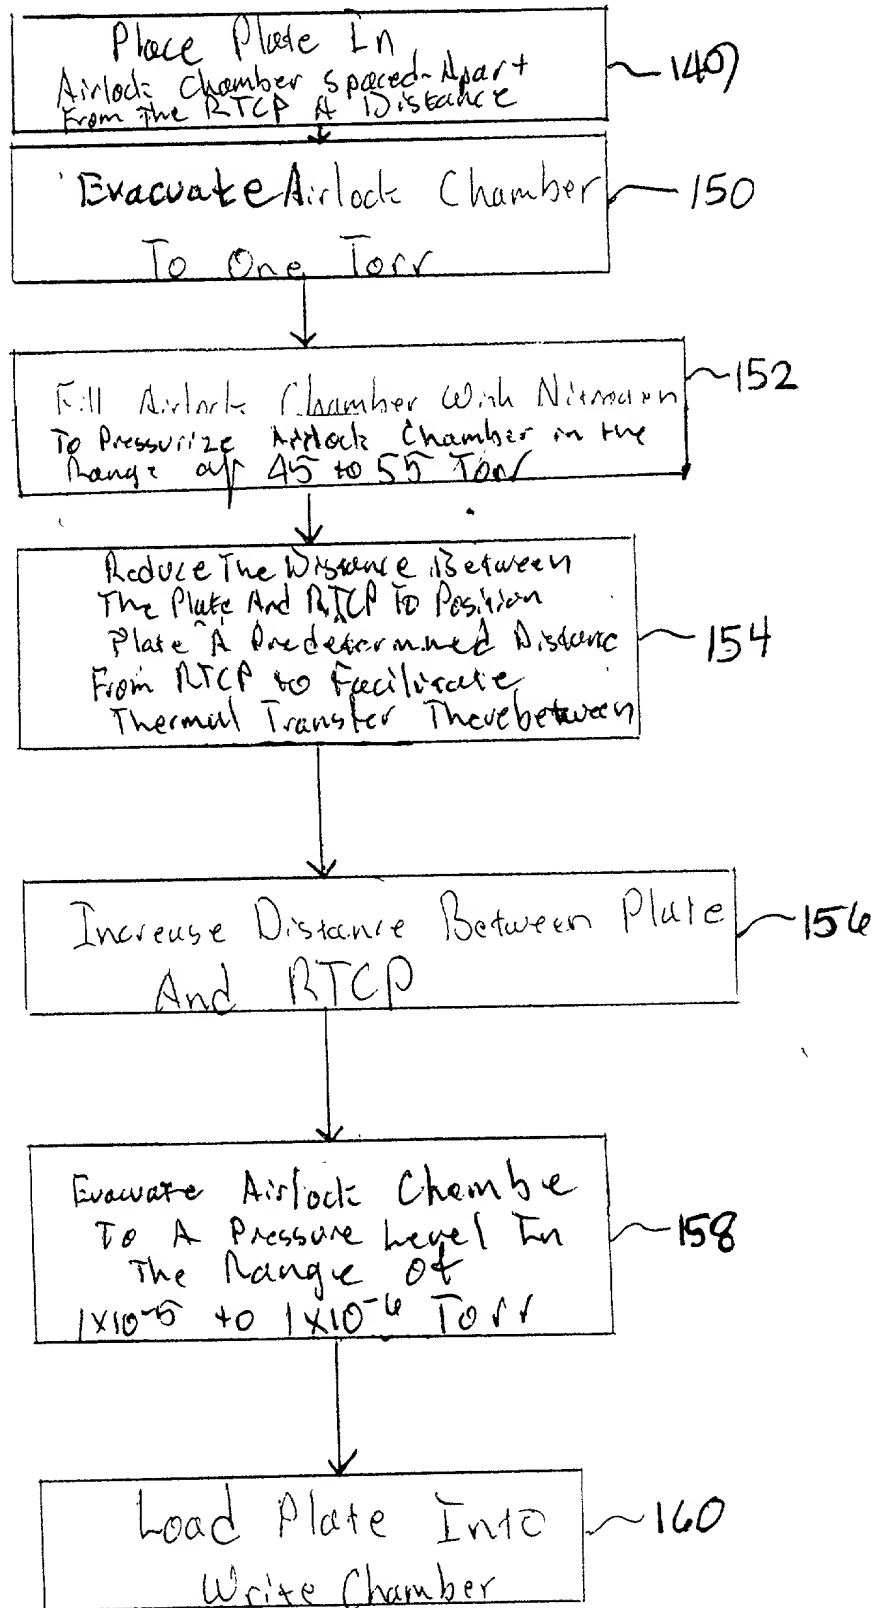 Place Plate In
Airlock Chamber Spaced-Apart
From The RTCP A Distance
149
Evacuate Airlock Chamber
To One Torr
150
Fill Airlock Chamber With Nitrogen
To Pressurize Airlock Chamber in the
Range of 45 to 55 Torr
152
Reduce The Distance Between
The Plate And RTCP To Position
Plate A Predetermined Distance
From RTCP to Facilitate
Thermal Transfer Therebetween
154
Increase Distance Between Plate
And RTCP
156
Evacuate Airlock Chambe
To A Pressure Level In
The Range Of
1x10⁻⁵ to 1x10⁻⁶ Torr
158
Load Plate Into
Write Chamber
160